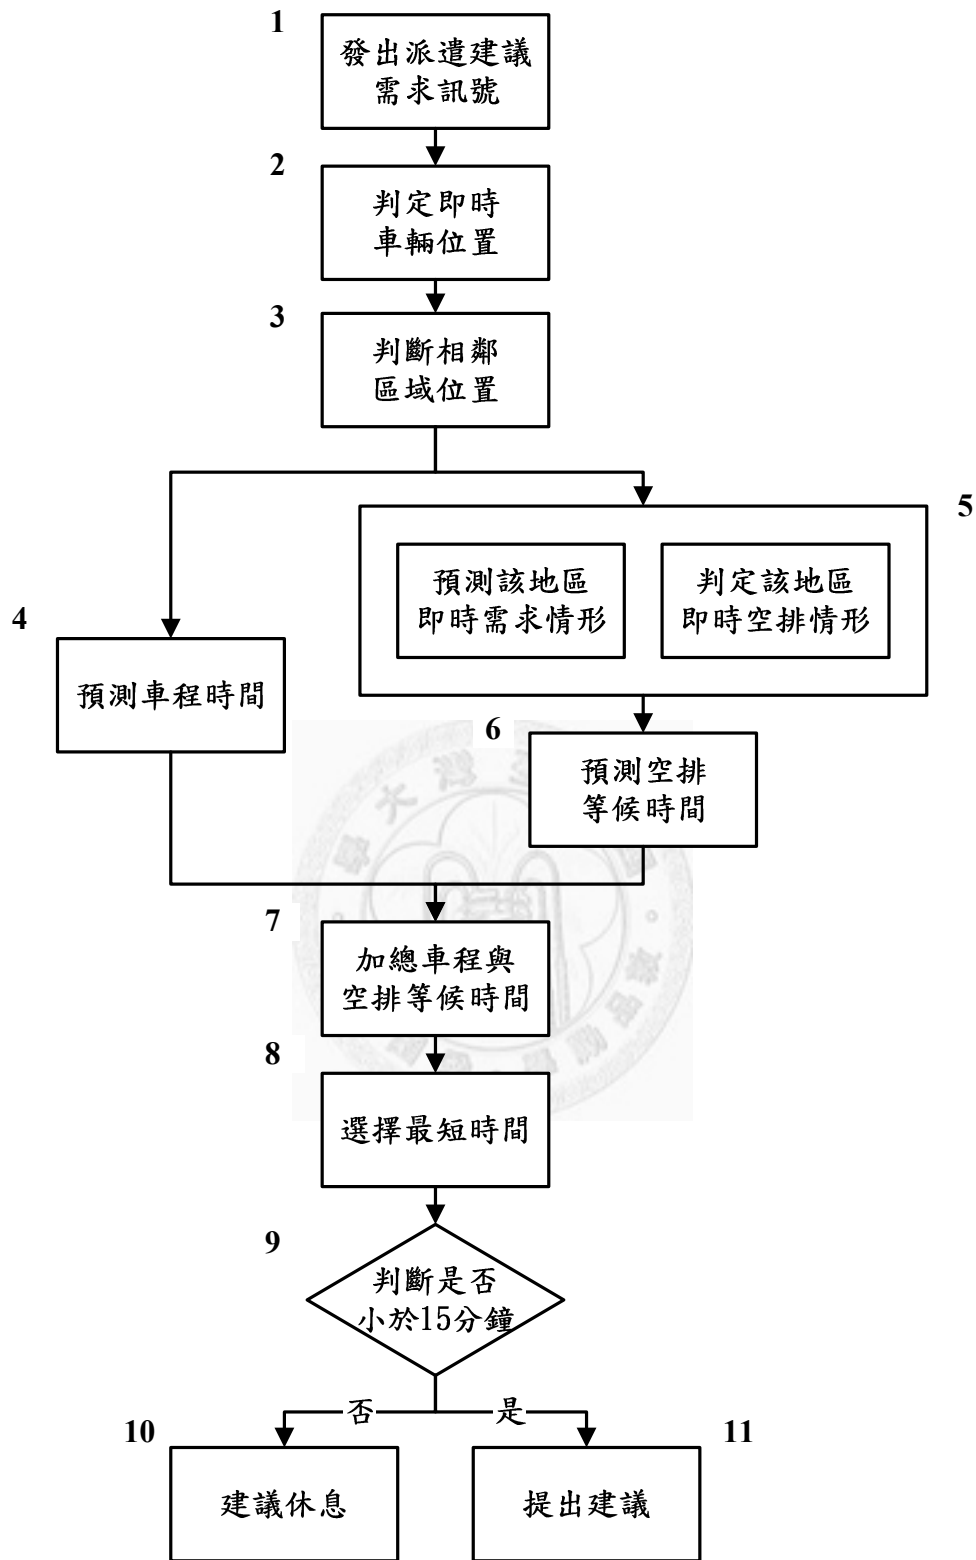 1
發出派遣建議
需求訊號
2
判定即時
車輛位置
3
判斷相鄰
區域位置
4
預測車程時間
5
預測該地區
即時需求情形
判定該地區
即時空排情形
6
預測空排
等候時間
7
加總車程與
空排等候時間
8
選擇最短時間
9
判斷是否
小於15分鐘
否
是
10
建議休息
11
提出建議